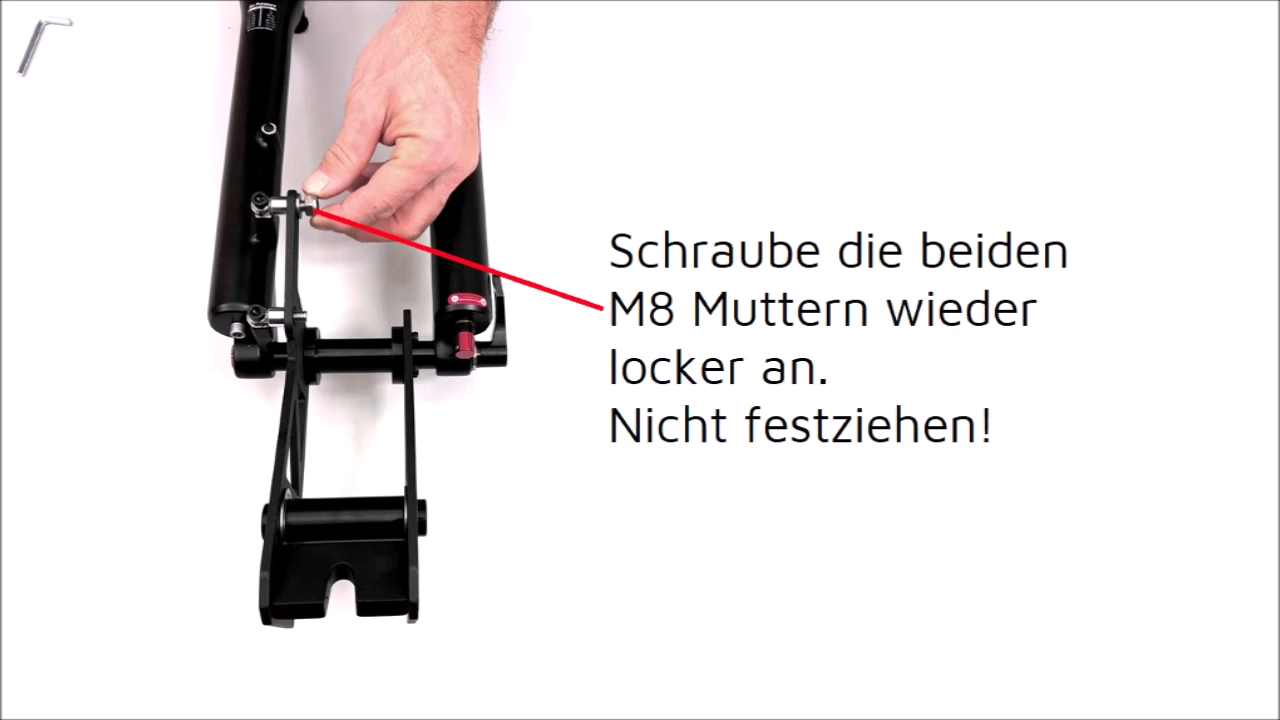 Schraube die beiden
M8 Muttern wieder
locker an.
Nicht festziehen!